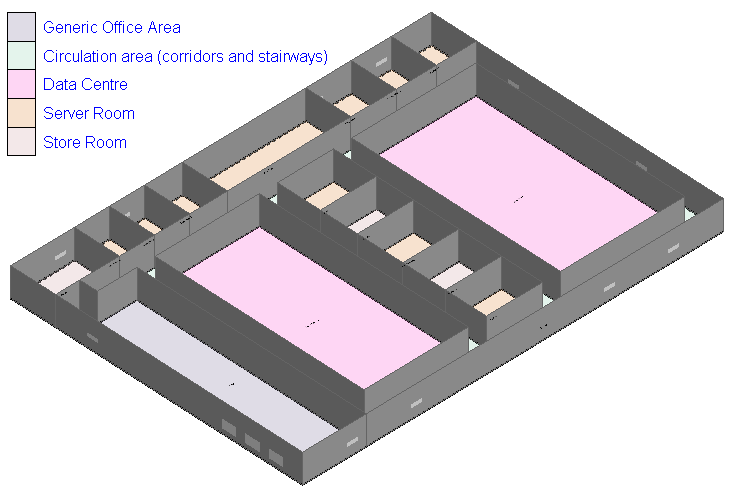 Generic Office Area
Circulation area (corridors and stairways)
Data Centre
Server Room
Store Room